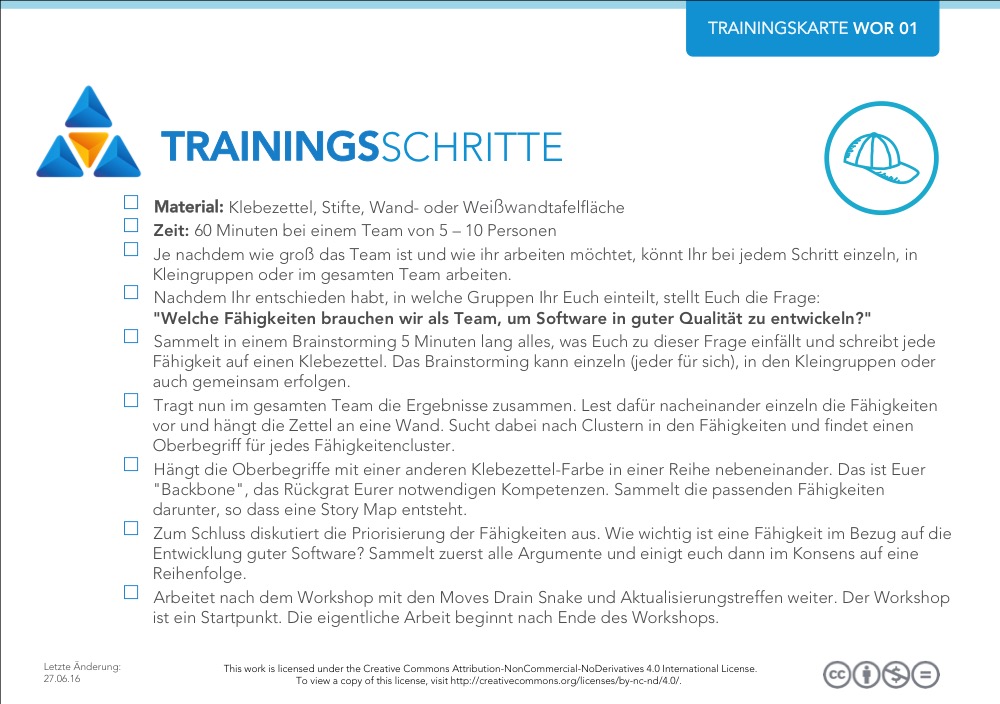 TRAININGSKARTE WOR 01
TRAININGSSCHRITTE
Material: Klebezettel, Stifte, Wand- oder Weißwandtafelfläche
Zeit: 60 Minuten bei einem Team von 5 – 10 Personen
Je nachdem wie groß das Team ist und wie ihr arbeiten möchtet, könnt Ihr bei jedem Schritt einzeln, in
Kleingruppen oder im gesamten Team arbeiten.
Nachdem Ihr entschieden habt, in welche Gruppen Ihr Euch einteilt, stellt Euch die Frage:
"Welche Fähigkeiten brauchen wir als Team, um Software in guter Qualität zu entwickeln?"
Sammelt in einem Brainstorming 5 Minuten lang alles, was Euch zu dieser Frage einfällt und schreibt jede
Fähigkeit auf einen Klebezettel. Das Brainstorming kann einzeln (jeder für sich), in den Kleingruppen oder
auch gemeinsam erfolgen.
Tragt nun im gesamten Team die Ergebnisse zusammen. Lest dafür nacheinander einzeln die Fähigkeiten
vor und hängt die Zettel an eine Wand. Sucht dabei nach Clustern in den Fähigkeiten und findet einen
Oberbegriff für jedes Fähigkeitencluster.
Hängt die Oberbegriffe mit einer anderen Klebezettel-Farbe in einer Reihe nebeneinander. Das ist Euer
"Backbone", das Rückgrat Eurer notwendigen Kompetenzen. Sammelt die passenden Fähigkeiten
darunter, so dass eine Story Map entsteht.
Zum Schluss diskutiert die Priorisierung der Fähigkeiten aus. Wie wichtig ist eine Fähigkeit im Bezug auf die
Entwicklung guter Software? Sammelt zuerst alle Argumente und einigt euch dann im Konsens auf eine
Reihenfolge.
Arbeitet nach dem Workshop mit den Moves Drain Snake und Aktualisierungstreffen weiter. Der Workshop
ist ein Startpunkt. Die eigentliche Arbeit beginnt nach Ende des Workshops.
Letzte Änderung:
27.06.16
This work is licensed under the Creative Commons Attribution-NonCommercial-NoDerivatives 4.0 International License.
To view a copy of this license, visit http://creativecommons.org/licenses/by-nc-nd/4.0/.
cc